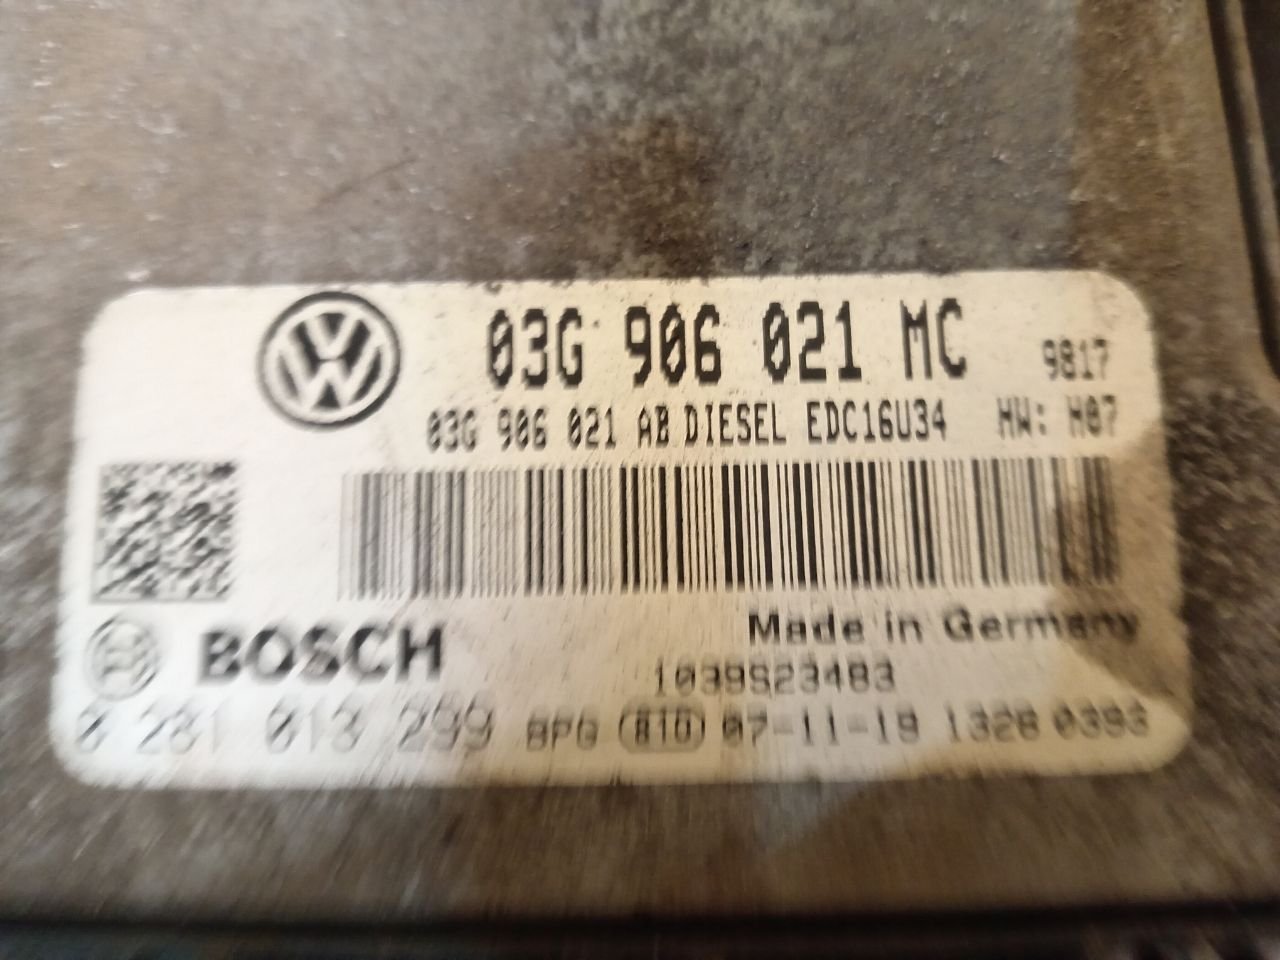 03G 906 021 MC 9817
03G 906 021 AB DIESEL EDC16U34 HW: H07
BOSCH Made in Germany
1039S23483
0 281 013 299 BPG 07-11-19 1328 0393